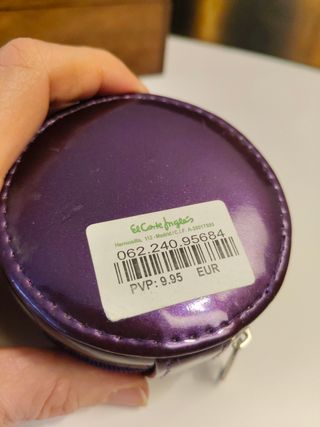 El Corte Inglés
Hermosilla, 112 - Madrid / C.I.F. A-28017895
062.240.95684
PVP: 9.95 EUR